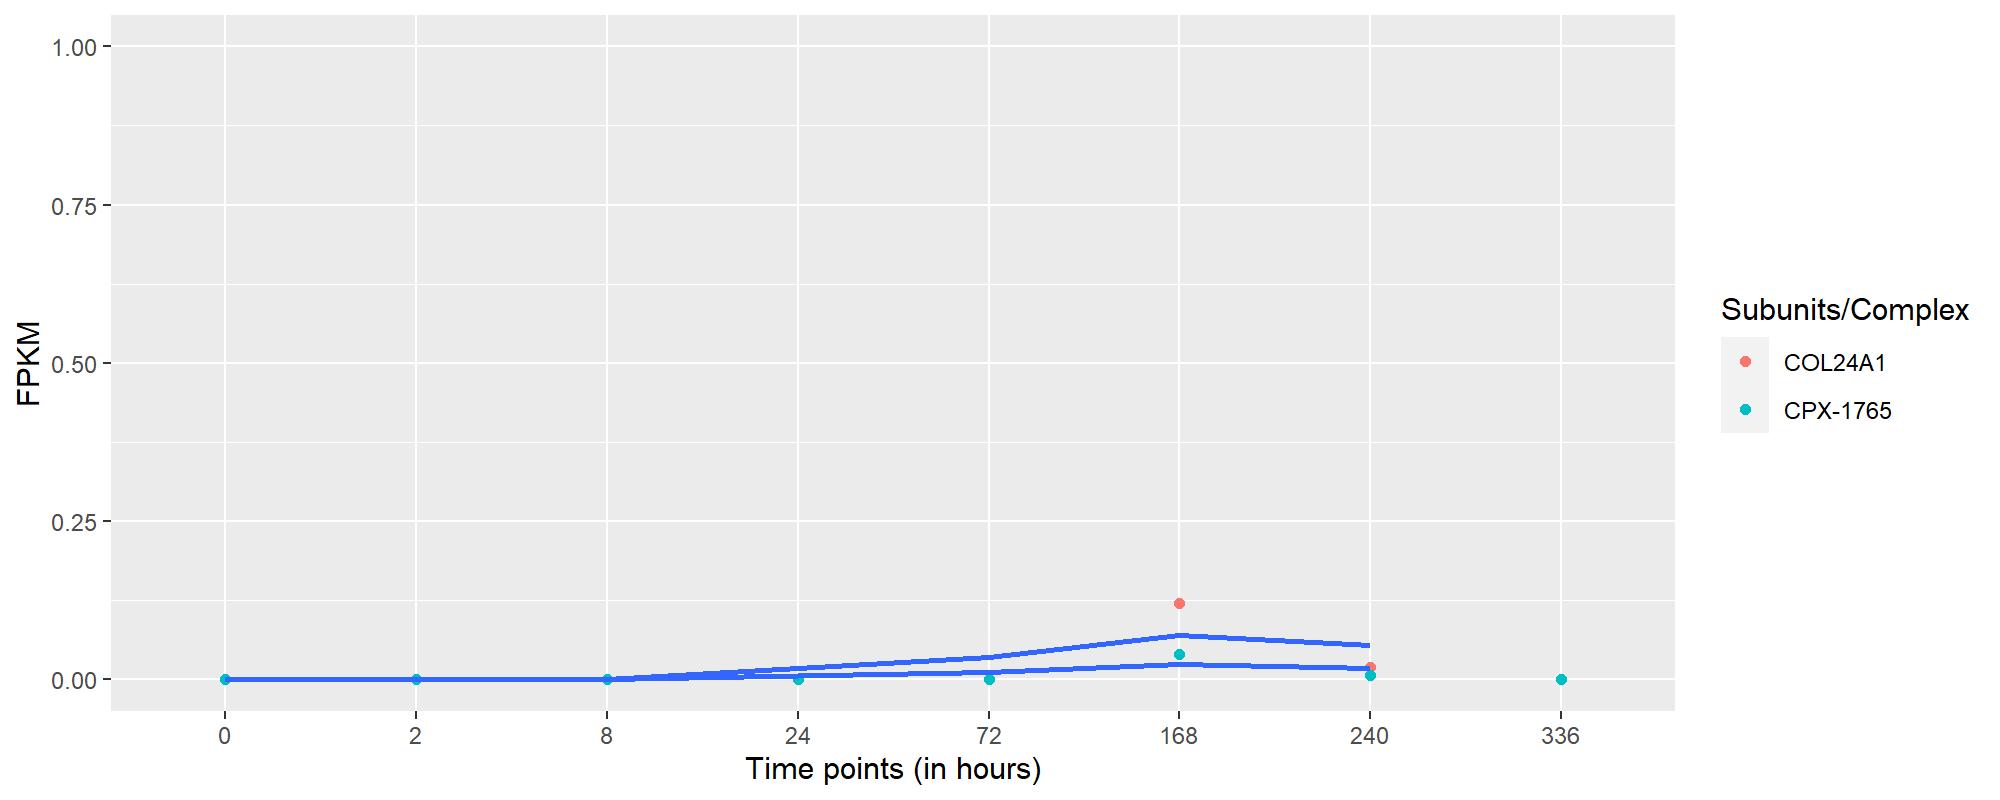 1.00
0.75
0.50
0.25
0.00
FPKM
0 2 8 24 72 168 240 336
Time points (in hours)
Subunits/Complex
COL24A1
CPX-1765